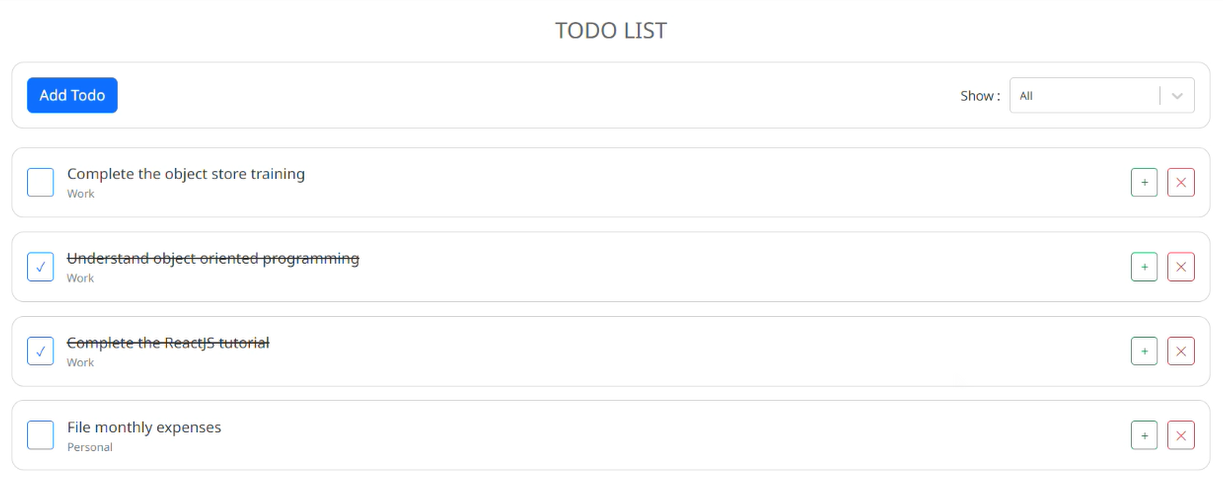 TODO LIST
Add Todo
Show :
All
Complete the object store training
Work
Understand object oriented programming
Work
Complete the ReactJS tutorial
Work
File monthly expenses
Personal